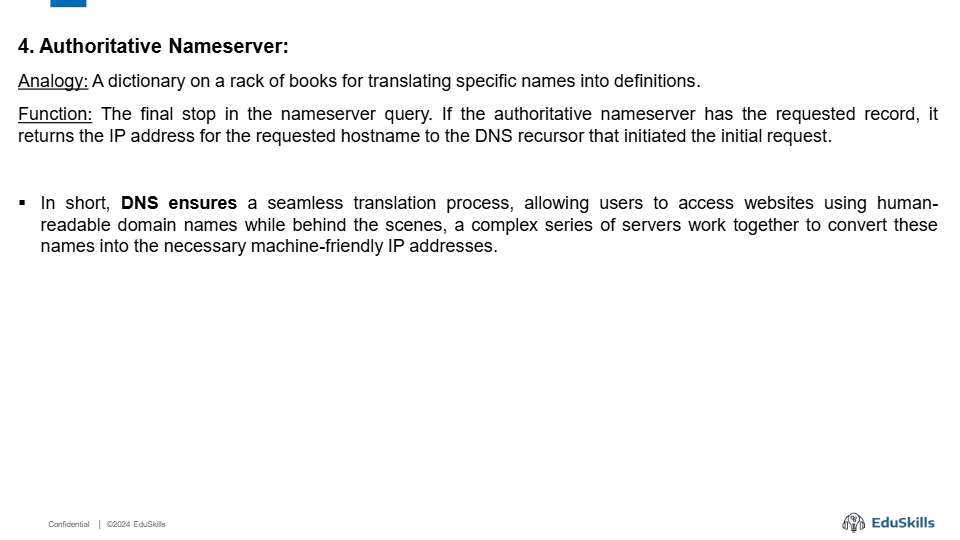 4. Authoritative Nameserver:
Analogy: A dictionary on a rack of books for translating specific names into definitions.
Function: The final stop in the nameserver query. If the authoritative nameserver has the requested record, it
returns the IP address for the requested hostname to the DNS recursor that initiated the initial request.
▪ In short, DNS ensures a seamless translation process, allowing users to access websites using human-
readable domain names while behind the scenes, a complex series of servers work together to convert these
names into the necessary machine-friendly IP addresses.
Confidential | ©2024 EduSkills
EduSkills